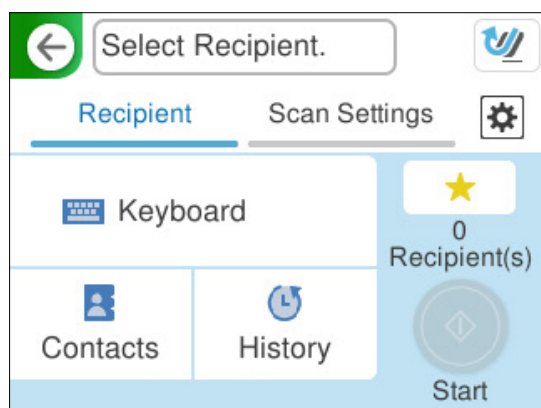 Select Recipient.
Recipient
Scan Settings
Keyboard
0
Recipient(s)
Contacts
History
Start